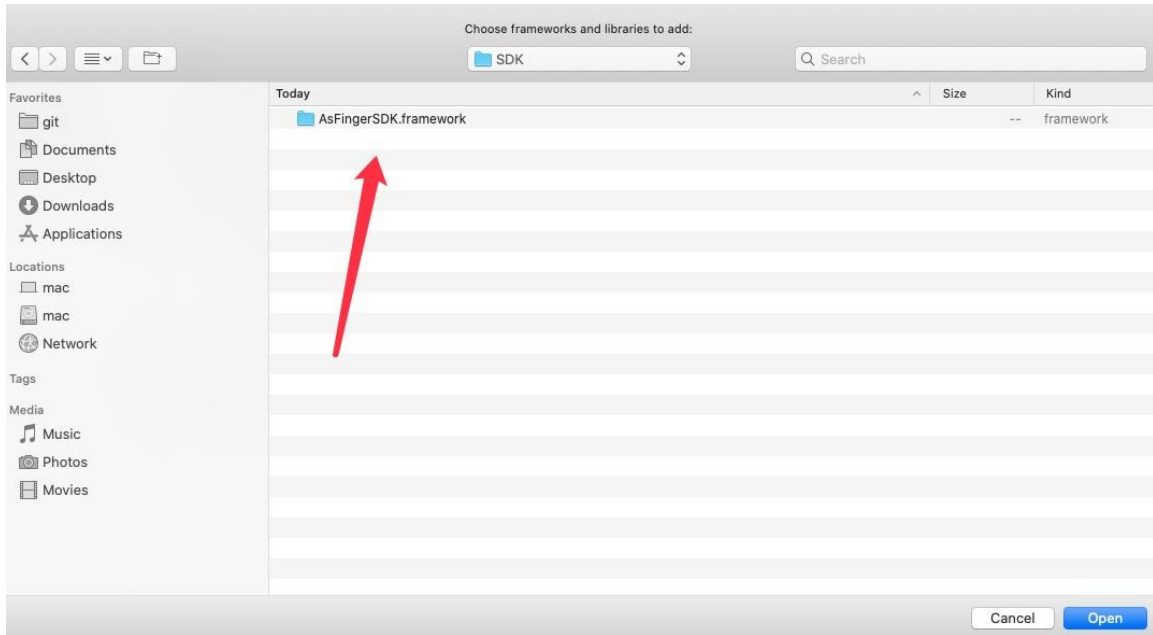 Choose frameworks and libraries to add:
SDK
Search
Favorites
git
Documents
Desktop
Downloads
Applications
Locations
mac
mac
Network
Tags
Media
Music
Photos
Movies
Today Size Kind
AsFingerSDK.framework -- framework
Cancel Open